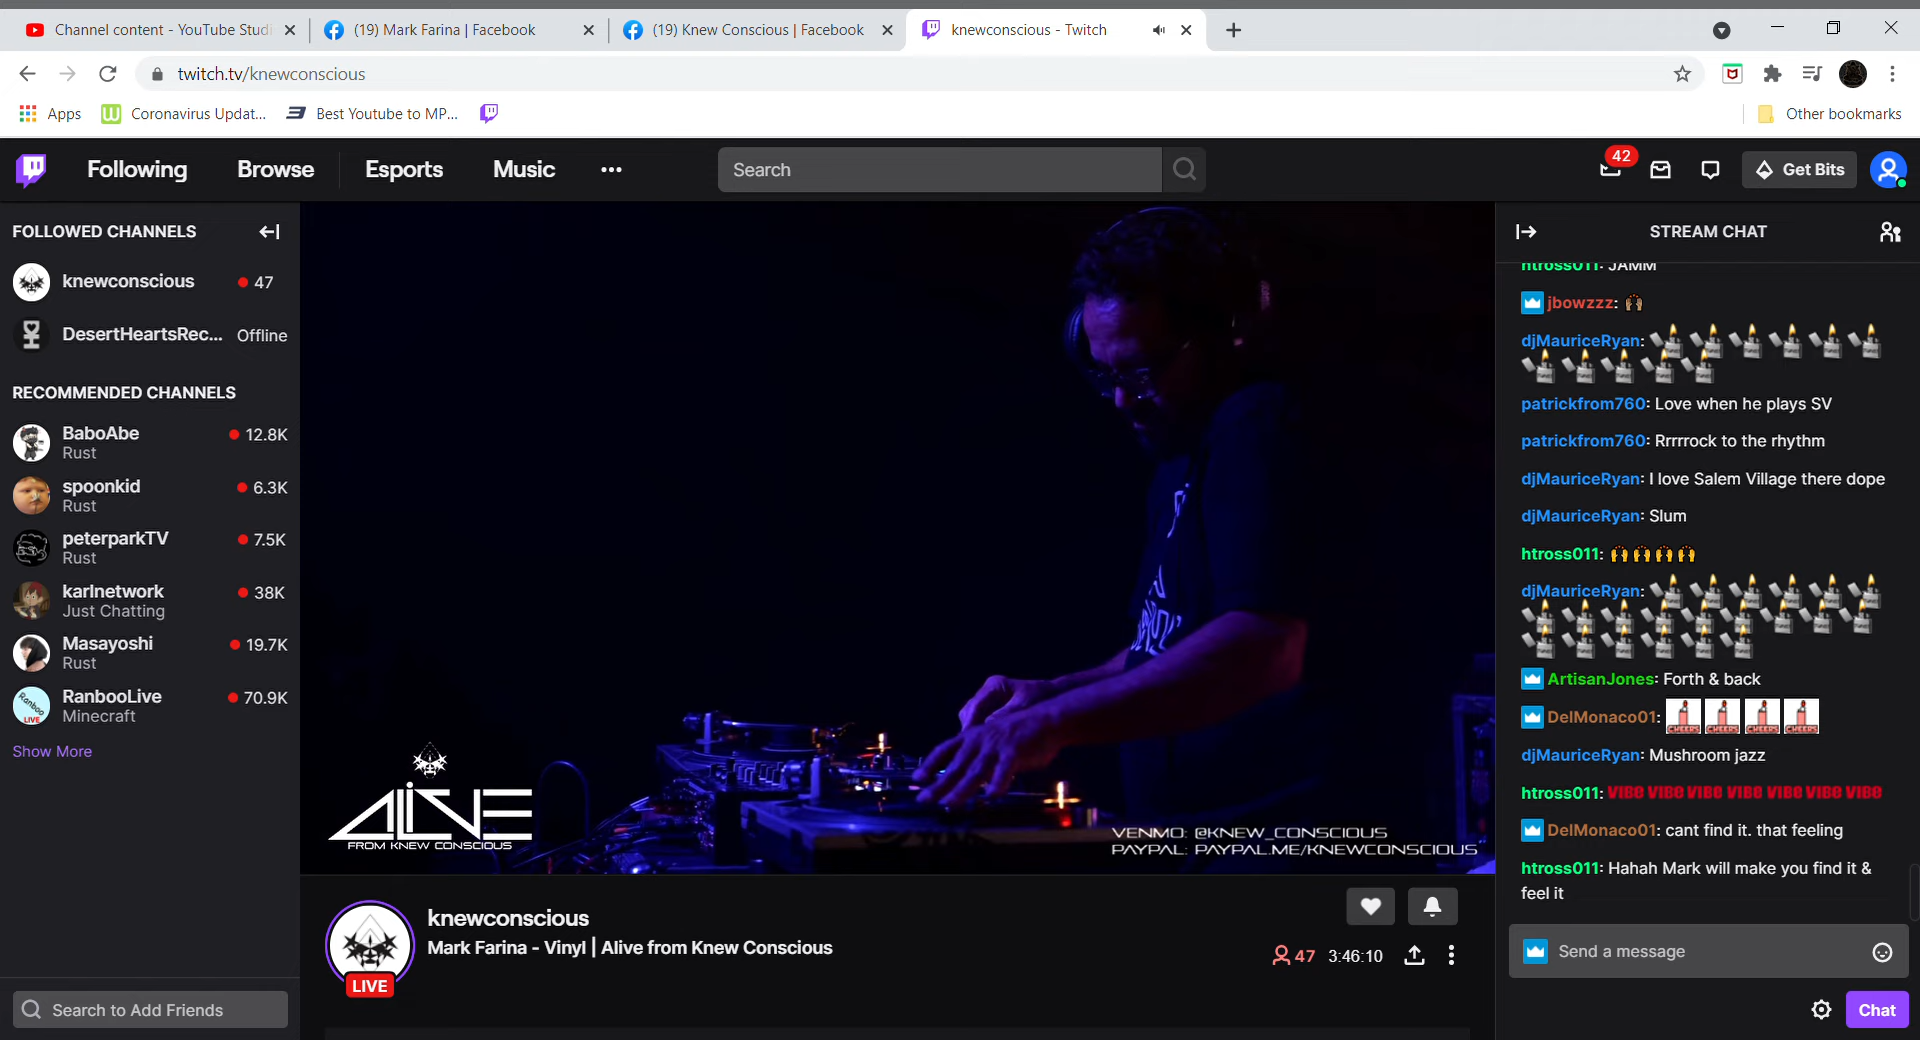 Channel content - YouTube Studi
(19) Mark Farina | Facebook
(19) Knew Conscious | Facebook
knewconscious - Twitch
twitch.tv/knewconscious
Apps
Coronavirus Updat...
Best Youtube to MP...
Other bookmarks
Following
Browse
Esports
Music
Search
42
Get Bits
FOLLOWED CHANNELS
knewconscious
47
DesertHeartsRec...
Offline
RECOMMENDED CHANNELS
BaboAbe
12.8K
Rust
spoonkid
6.3K
Rust
peterparkTV
7.5K
Rust
karlnetwork
38K
Just Chatting
Masayoshi
19.7K
Rust
RanbooLive
70.9K
Minecraft
Ranboo
LIVE
Show More
Search to Add Friends
ALIVE
FROM KNEW CONSCIOUS
VENMO: @KNEW_CONSCIOUS
PAYPAL: PAYPAL.ME/KNEWCONSCIOUS
LIVE
knewconscious
Mark Farina - Vinyl | Alive from Knew Conscious
47
3:46:10
STREAM CHAT
htross011: JAMM
jbowzzz:
djMauriceRyan:
patrickfrom760: Love when he plays SV
patrickfrom760: Rrrrrock to the rhythm
djMauriceRyan: I love Salem Village there dope
djMauriceRyan: Slum
htross011:
djMauriceRyan:
ArtisanJones: Forth & back
DelMonaco01: CHEERS CHEERS CHEERS CHEERS
djMauriceRyan: Mushroom jazz
htross011: VIBE VIBE VIBE VIBE VIBE VIBE VIBE
DelMonaco01: cant find it. that feeling
htross011: Hahah Mark will make you find it &
feel it
Send a message
Chat